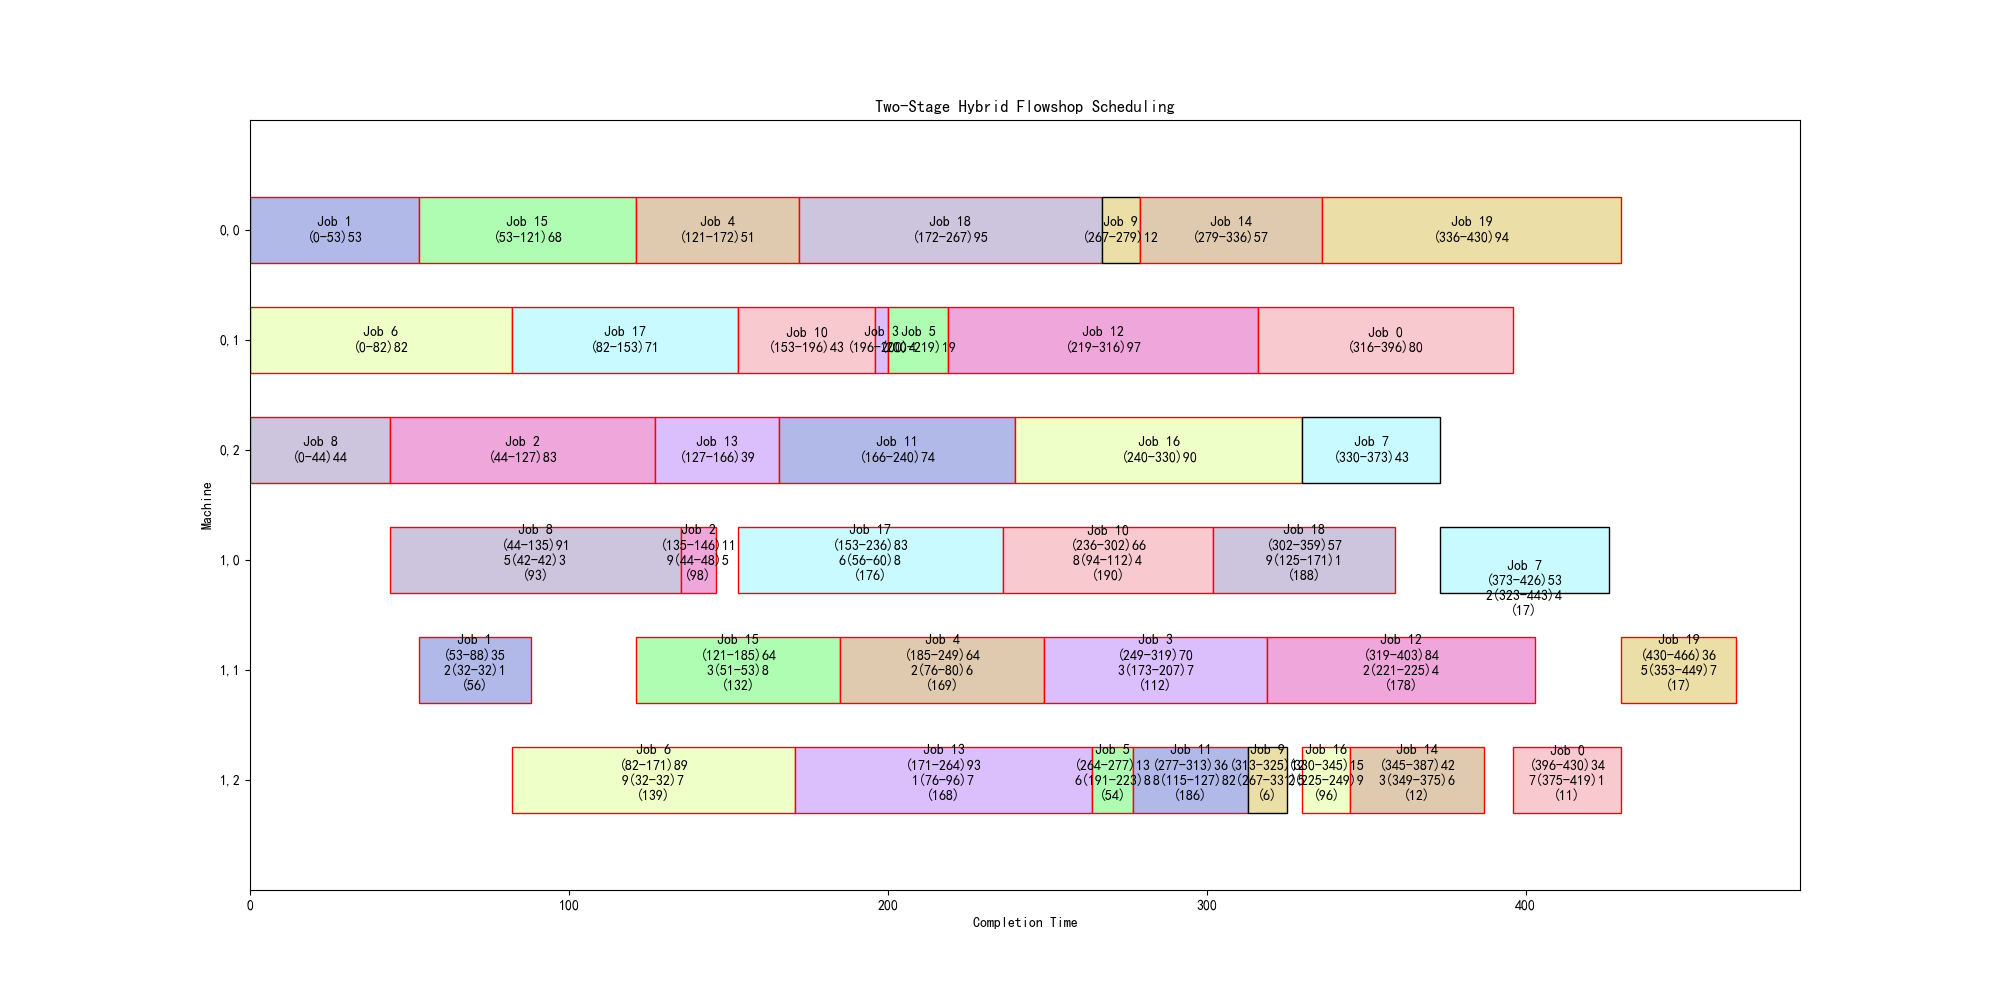 Two-Stage Hybrid Flowshop Scheduling
Machine
0,0
Job 1
(0-53)53
Job 15
(53-121)68
Job 4
(121-172)51
Job 18
(172-267)95
Job 9
(267-279)12
Job 14
(279-336)57
Job 19
(336-430)94
0,1
Job 6
(0-82)82
Job 17
(82-153)71
Job 10
(153-196)43
Job 3
(196-200)4
Job 5
(200-219)19
Job 12
(219-316)97
Job 0
(316-396)80
0,2
Job 8
(0-44)44
Job 2
(44-127)83
Job 13
(127-166)39
Job 11
(166-240)74
Job 16
(240-330)90
Job 7
(330-373)43
1,0
Job 8
(44-135)91
5(42-42)3
(93)
Job 2
(135-146)11
9(44-48)5
(98)
Job 17
(153-236)83
6(56-60)8
(176)
Job 10
(236-302)66
8(94-112)4
(190)
Job 18
(302-359)57
9(125-171)1
(188)
Job 7
(373-426)53
2(323-443)4
(17)
1,1
Job 1
(53-88)35
2(32-32)1
(56)
Job 15
(121-185)64
3(51-53)8
(132)
Job 4
(185-249)64
2(76-80)6
(169)
Job 3
(249-319)70
3(173-207)7
(112)
Job 12
(319-403)84
2(221-225)4
(178)
Job 19
(430-466)36
5(353-449)7
(17)
1,2
Job 6
(82-171)89
9(32-32)7
(139)
Job 13
(171-264)93
1(76-96)7
(168)
Job 5
(264-277)13
6(191-223)8
(54)
Job 11
(277-313)36
8(115-127)8
(186)
Job 9
(313-325)12
(6)
Job 16
(330-345)15
(96)
Job 14
(345-387)42
3(349-375)6
(12)
Job 0
(396-430)34
7(375-419)1
(11)
0
100
200
300
400
Completion Time